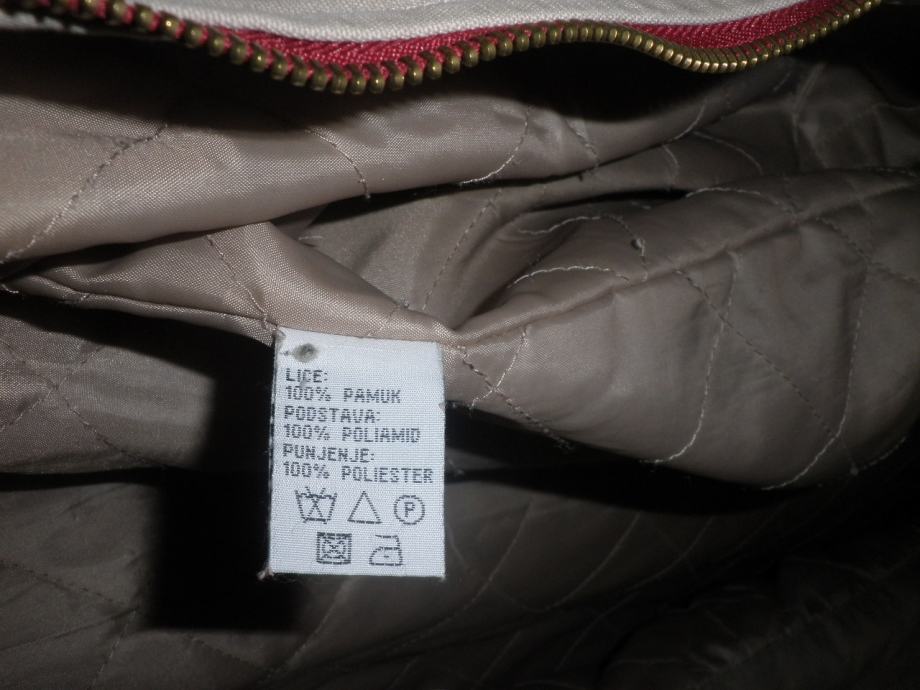 LICE:
100% PAMUK
PODSTAVA:
100% POLIAMID
PUNJENJE:
100% POLIESTER
P